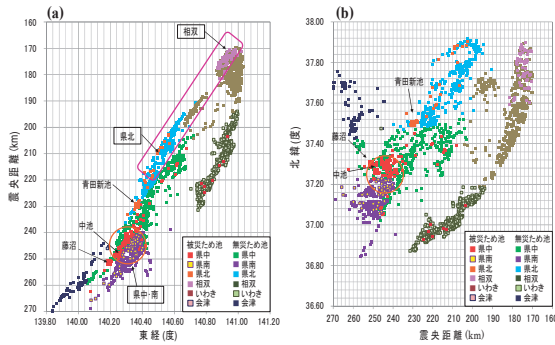 (a)
160
170
180
190
200
210
220
230
240
250
260
270
震央距離(km)
相双
県北
青田新池
中池
藤沼
県中・南
被災ため池 無災ため池
県中 県中
県南 県南
県北 県北
相双 相双
いわき いわき
会津 会津
139.80 140.00 140.20 140.40 140.60 140.80 141.00 141.20
東経(度)
(b)
38.00
37.80
37.60
37.40
37.20
37.00
36.80
36.60
北緯(度)
青田新池
藤沼
中池
被災ため池 無災ため池
県中 県中
県南 県南
県北 県北
相双 相双
いわき いわき
会津 会津
270 260 250 240 230 220 210 200 190 180 170 160
震央距離(km)